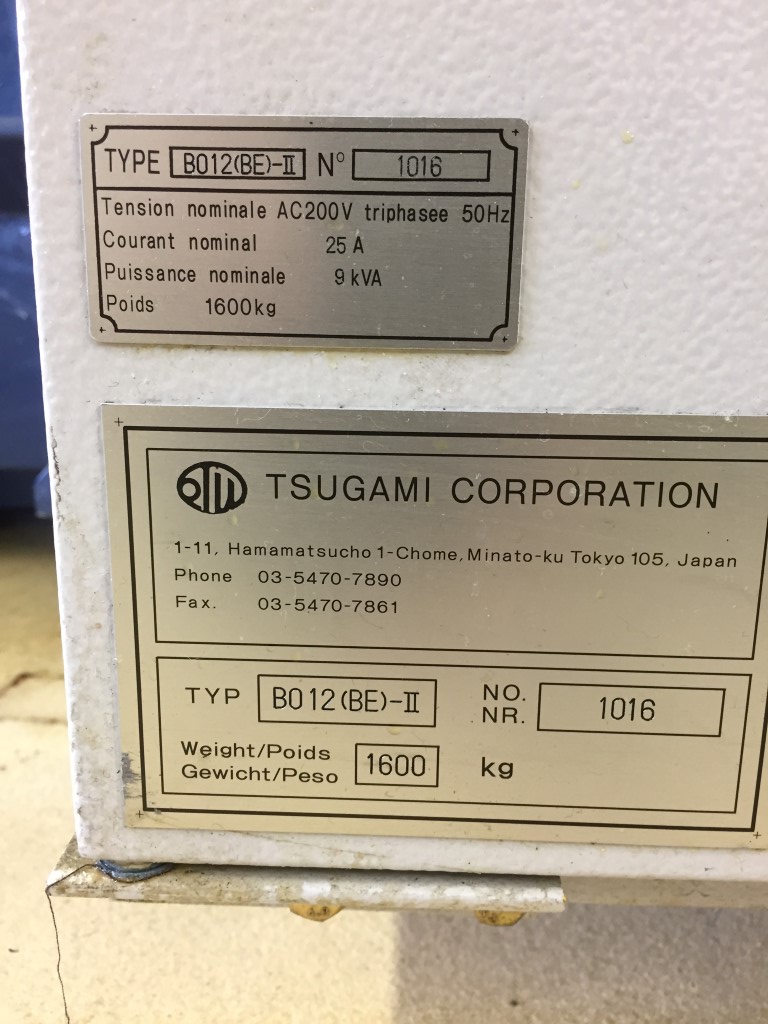 TYPE B012(BE)-Ⅱ N° 1016
Tension nominale AC200V triphasee 50Hz
Courant nominal 25 A
Puissance nominale 9 kVA
Poids 1600kg
TSUGAMI CORPORATION
1-11, Hamamatsucho 1-Chome, Minato-ku Tokyo 105, Japan
Phone 03-5470-7890
Fax. 03-5470-7861
TYP B012(BE)-Ⅱ NO. NR. 1016
Weight/Poids
Gewicht/Peso 1600 kg